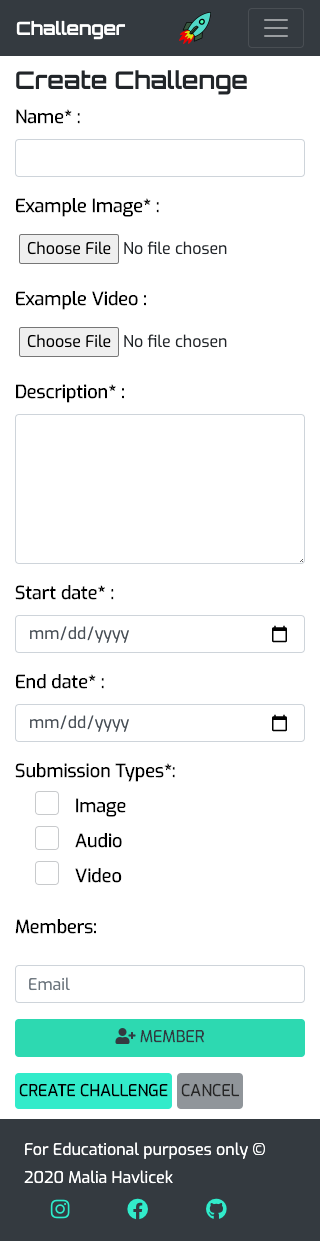 Challenger
Create Challenge
Name* :
Example Image* :
Choose File No file chosen
Example Video :
Choose File No file chosen
Description* :
Start date* :
mm/dd/yyyy
End date* :
mm/dd/yyyy
Submission Types*:
Image
Audio
Video
Members:
Email
MEMBER
CREATE CHALLENGE CANCEL
For Educational purposes only ©
2020 Malia Havlicek